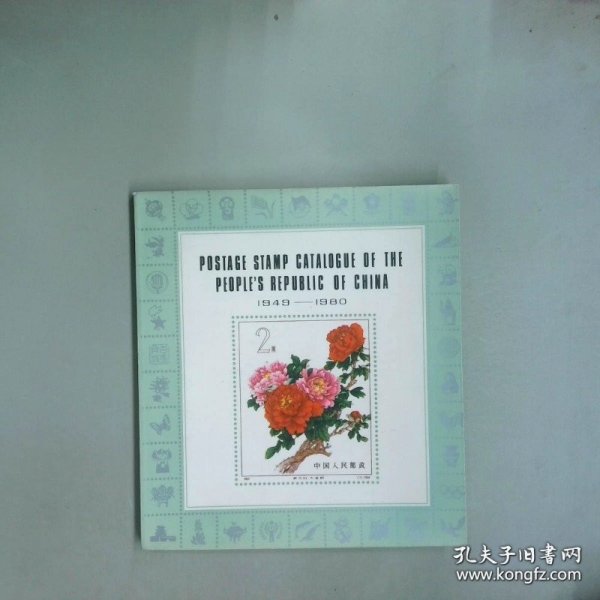 POSTAGE STAMP CATALOGUE OF THE
PEOPLE'S REPUBLIC OF CHINA
1949—1980
2
中国人民邮政
孔夫子旧书网
www.kongfz.com